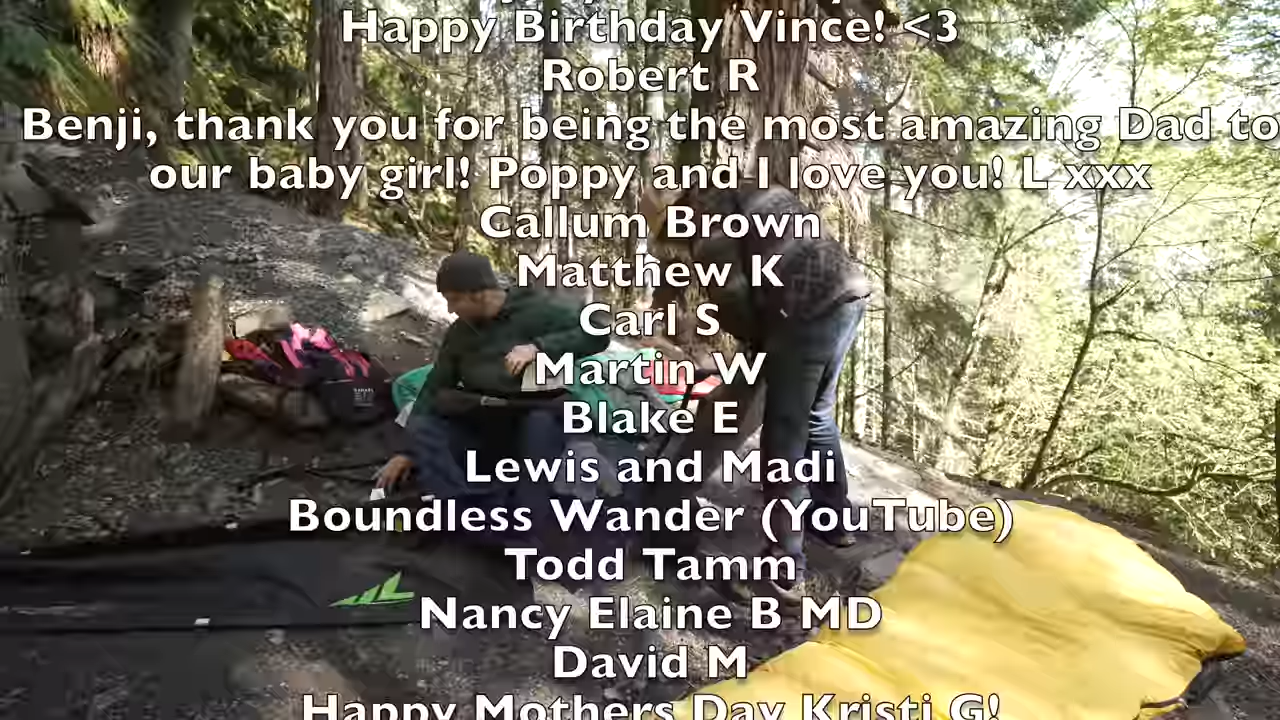 Happy Birthday Vince! <3
Robert R
Benji, thank you for being the most amazing Dad to
our baby girl! Poppy and I love you! L xxx
Callum Brown
Matthew K
Carl S
Martin W
Blake E
Lewis and Madi
Boundless Wander (YouTube)
Todd Tamm
Nancy Elaine B MD
David M
Happy Mothers Day Kristi G!